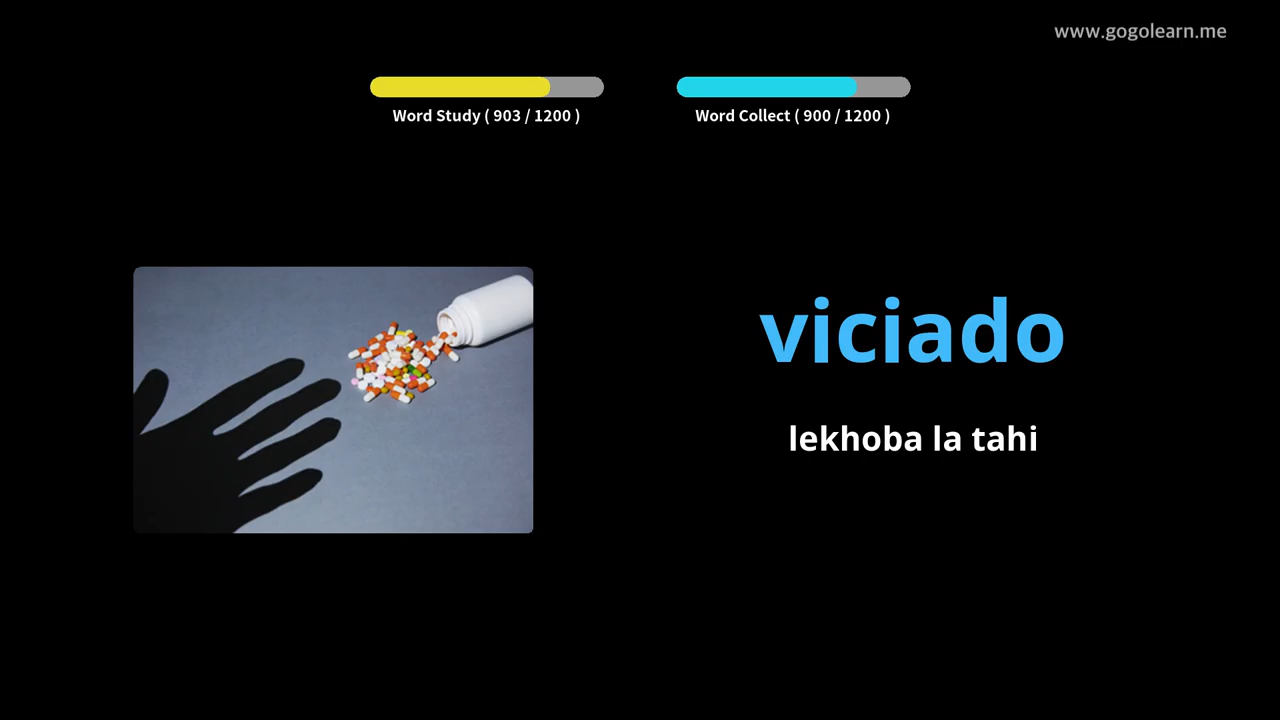 www.gogolearn.me
Word Study ( 903 / 1200 )
Word Collect ( 900 / 1200 )
viciado
lekhoba la tahi